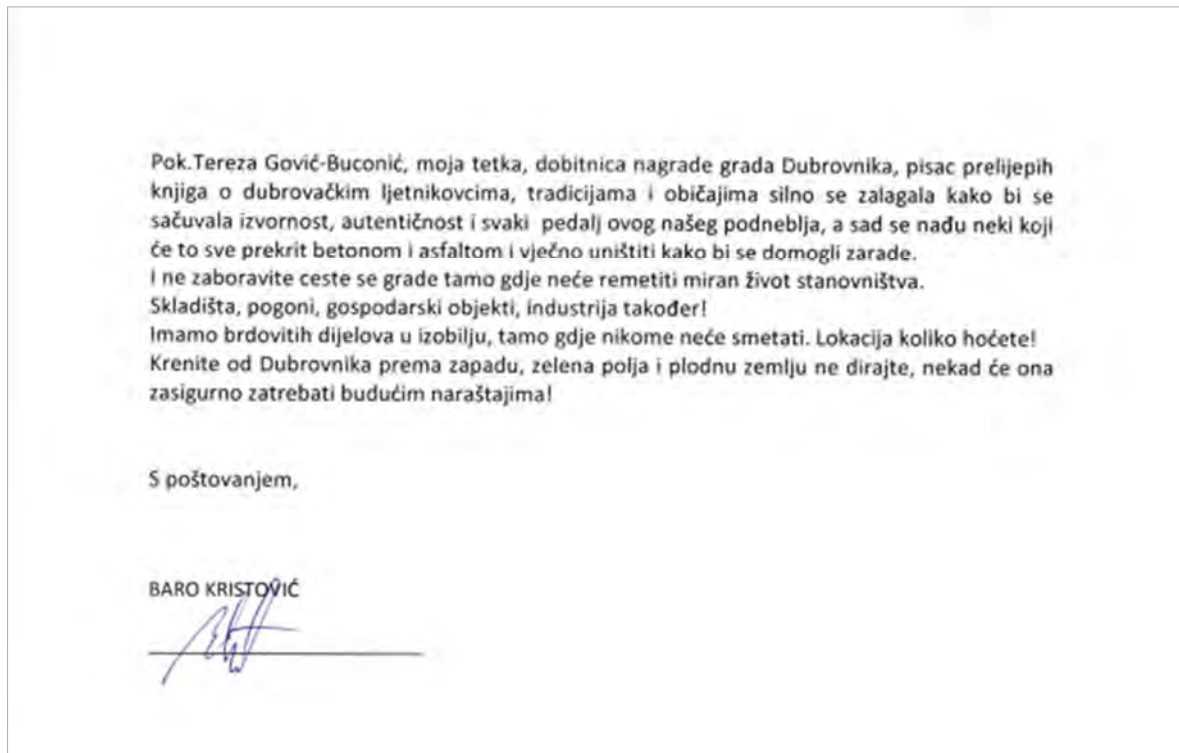 Pok.Tereza Gović-Buconić, moja tetka, dobitnica nagrade grada Dubrovnika, pisac prelijepih
knjiga o dubrovačkim ljetnikovcima, tradicijama i običajima silno se zalagala kako bi se
sačuvala izvornost, autentičnost i svaki pedalj ovog našeg podneblja, a sad se nađu neki koji
će to sve prekrit betonom i asfaltom i vječno uništiti kako bi se domogli zarade.
I ne zaboravite ceste se grade tamo gdje neće remetiti miran život stanovništva.
Skladišta, pogoni, gospodarski objekti, industrija također!
Imamo brdovitih dijelova u izobilju, tamo gdje nikome neće smetati. Lokacija koliko hoćete!
Krenite od Dubrovnika prema zapadu, zelena polja i plodnu zemlju ne dirajte, nekad će ona
zasigurno zatrebati budućim naraštajima!
S poštovanjem,
BARO KRISTOVIĆ